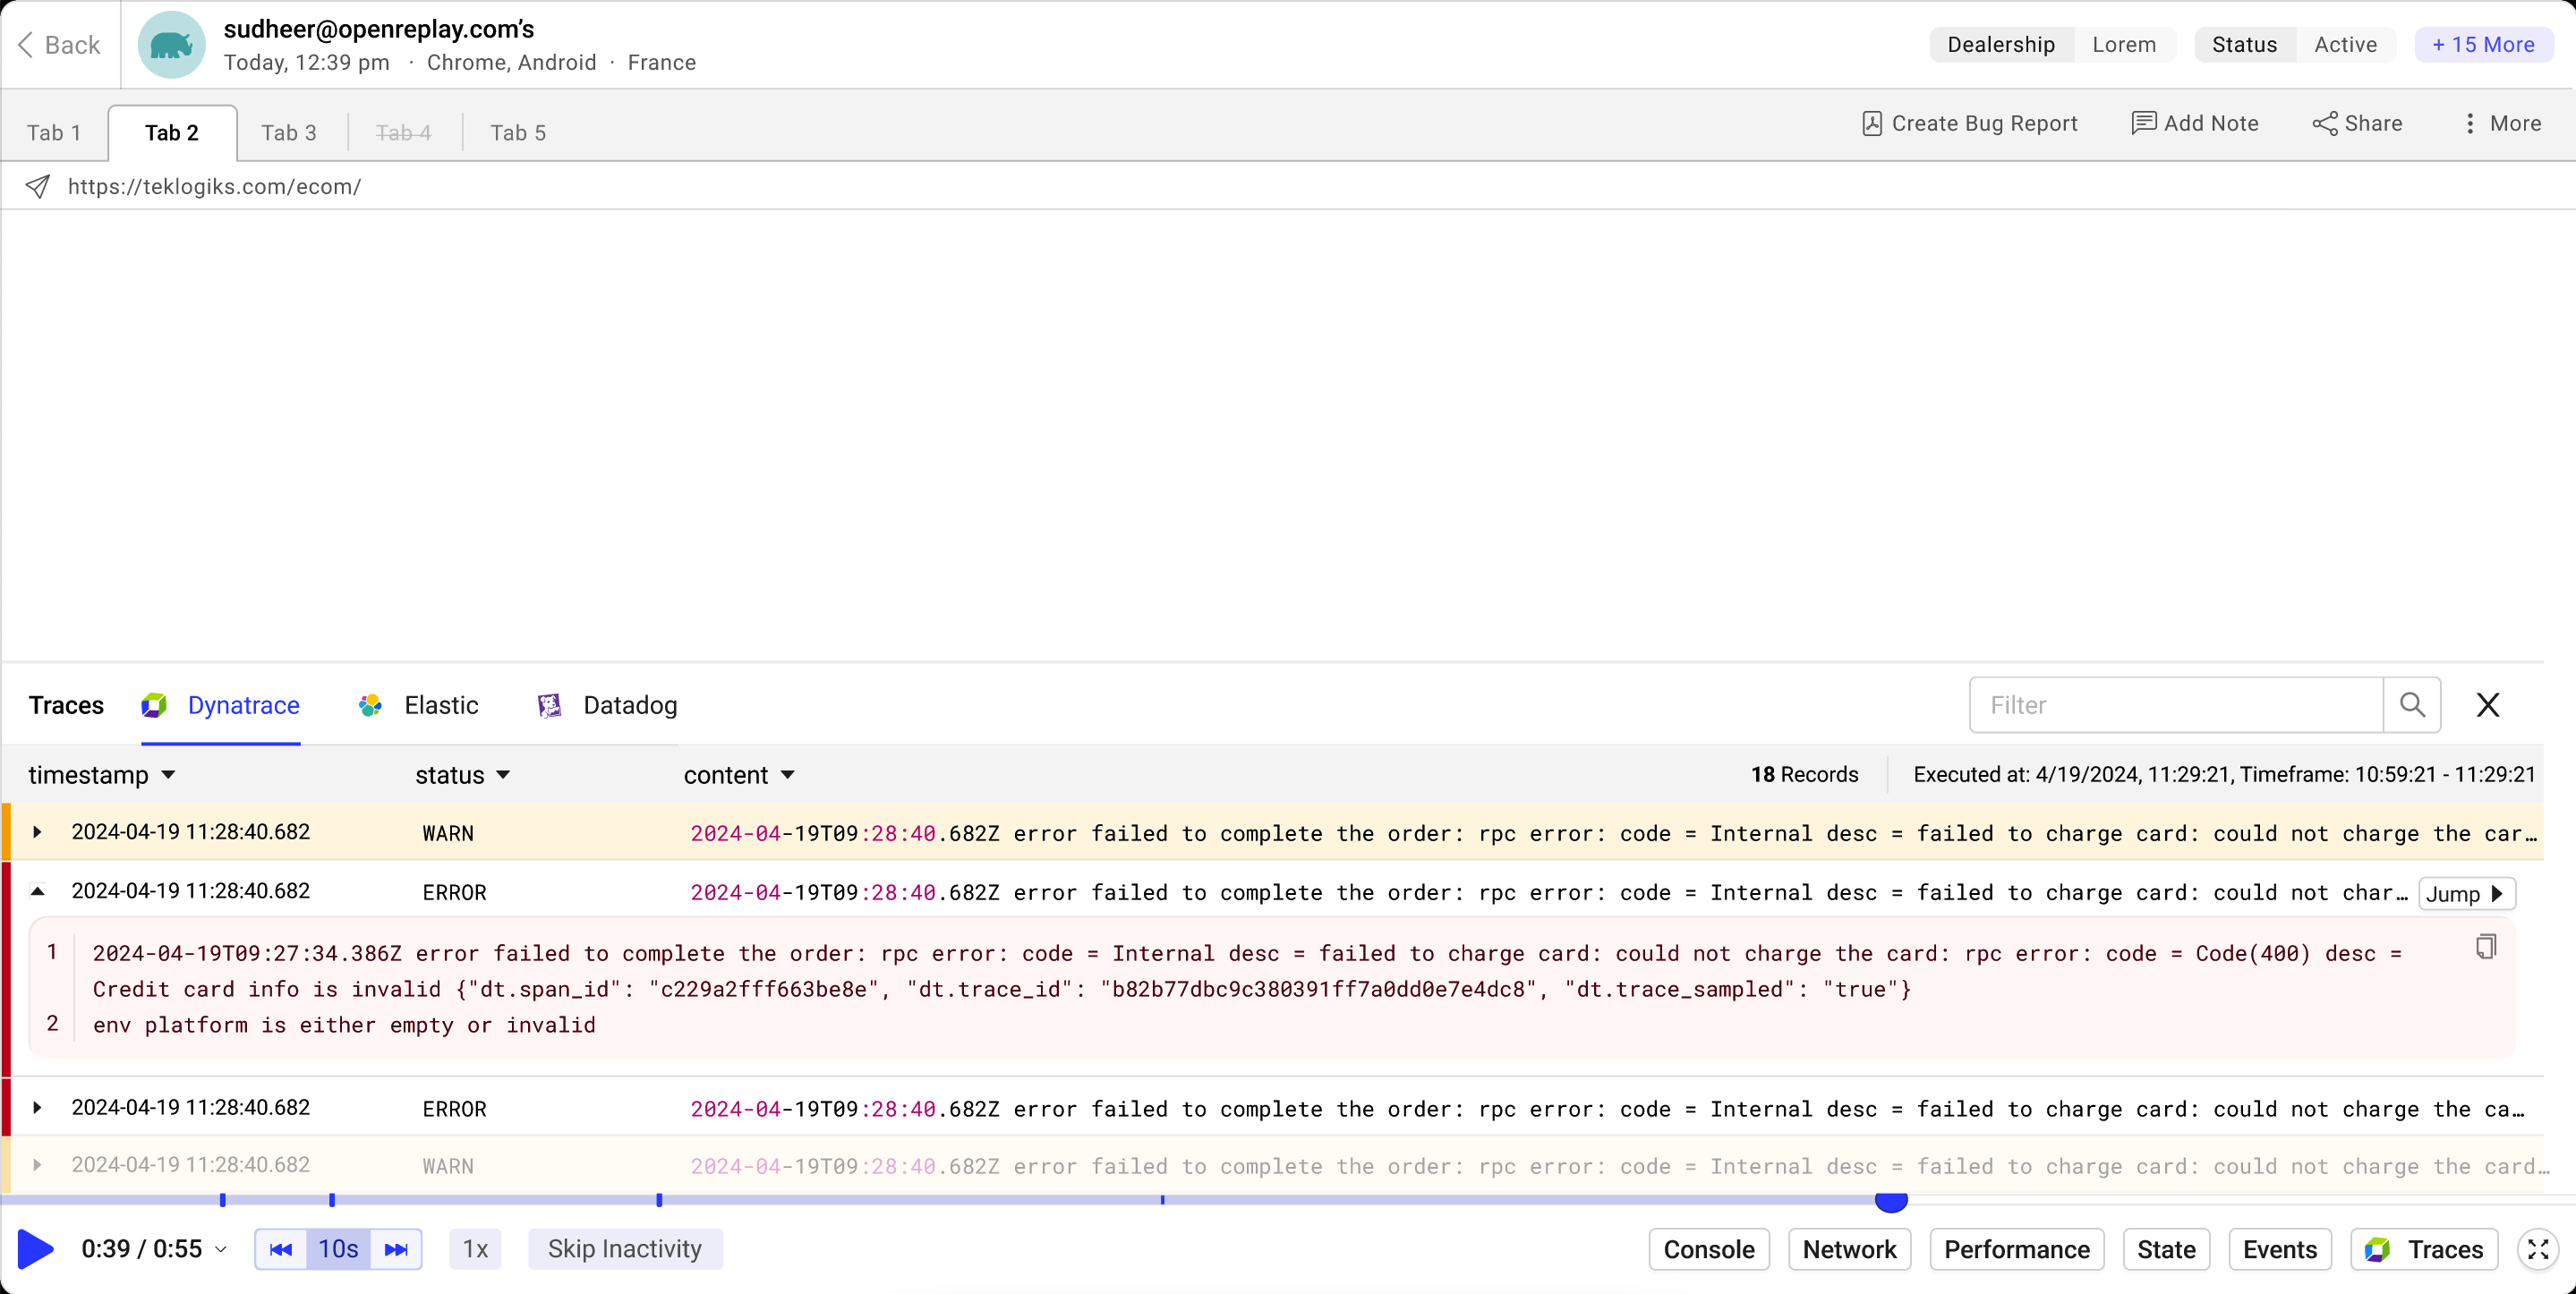 Back
sudheer@openreplay.com’s
Today, 12:39 pm · Chrome, Android · France
Dealership Lorem Status Active + 15 More
Tab 1 Tab 2 Tab 3 Tab 4 Tab 5
Create Bug Report Add Note Share More
https://teklogiks.com/ecom/
Traces Dynatrace Elastic Datadog Filter
timestamp status content 18 Records Executed at: 4/19/2024, 11:29:21, Timeframe: 10:59:21 - 11:29:21
2024-04-19 11:28:40.682 WARN 2024-04-19T09:28:40.682Z error failed to complete the order: rpc error: code = Internal desc = failed to charge card: could not charge the car…
2024-04-19 11:28:40.682 ERROR 2024-04-19T09:28:40.682Z error failed to complete the order: rpc error: code = Internal desc = failed to charge card: could not char… Jump
1 2024-04-19T09:27:34.386Z error failed to complete the order: rpc error: code = Internal desc = failed to charge card: could not charge the card: rpc error: code = Code(400) desc =
Credit card info is invalid {"dt.span_id": "c229a2fff663be8e", "dt.trace_id": "b82b77dbc9c380391ff7a0dd0e7e4dc8", "dt.trace_sampled": "true"}
2 env platform is either empty or invalid
2024-04-19 11:28:40.682 ERROR 2024-04-19T09:28:40.682Z error failed to complete the order: rpc error: code = Internal desc = failed to charge card: could not charge the ca…
2024-04-19 11:28:40.682 WARN 2024-04-19T09:28:40.682Z error failed to complete the order: rpc error: code = Internal desc = failed to charge card: could not charge the card…
0:39 / 0:55 10s 1x Skip Inactivity Console Network Performance State Events Traces